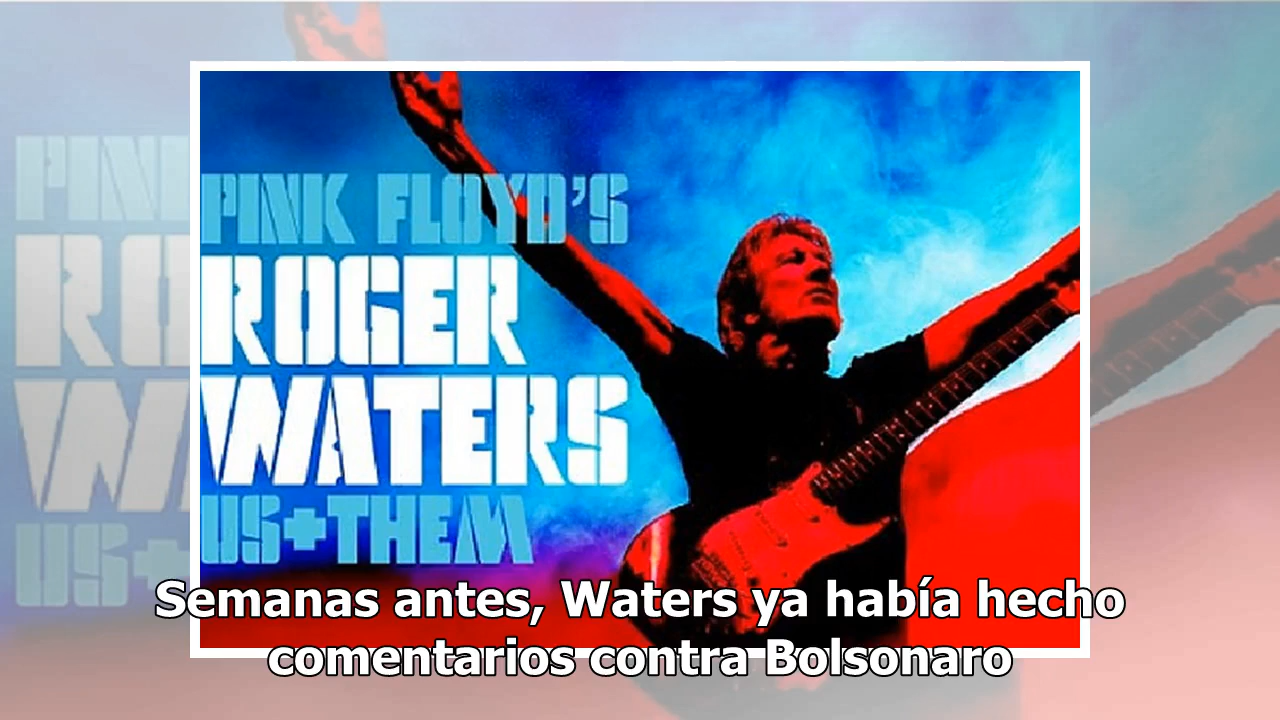 PINK FLOYD'S
ROGER
WATERS
US+THEM
Semanas antes, Waters ya había hecho
comentarios contra Bolsonaro